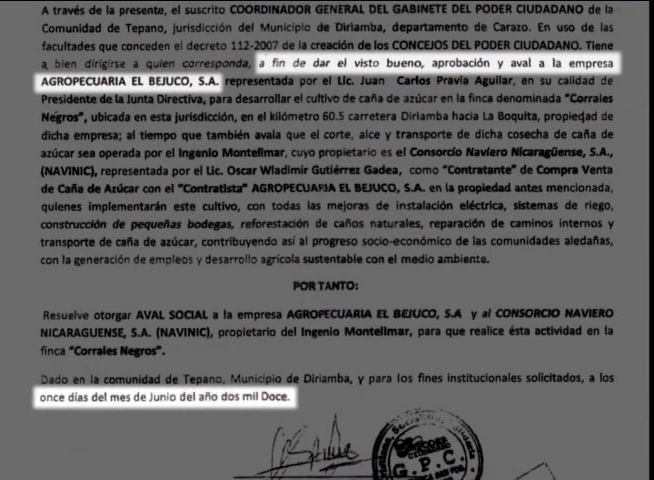 A través de la presente, el suscrito COORDINADOR GENERAL DEL GABINETE DEL PODER CIUDADANO de la
Comunidad de Tepano, jurisdicción del Municipio de Diriamba, departamento de Carazo. En uso de las
facultades que conceden el decreto 112-2007 de la creación de los CONCEJOS DEL PODER CIUDADANO. Tiene
a bien dirigirse a quien corresponda, a fin de dar el visto bueno, aprobación y aval a la empresa
AGROPECUARIA EL BEJUCO, S.A. representada por el Lic. Juan Carlos Pravia Aguilar, en su calidad de
Presidente de la Junta Directiva, para desarrollar el cultivo de caña de azúcar en la finca denominada "Corrales
Negros", ubicada en esta jurisdicción, en el kilómetro 60.5 carretera Diriamba hacia La Boquita, propiedad de
dicha empresa; al tiempo que también avala que el corte, alce y transporte de dicha cosecha de caña de
azúcar sea operada por el Ingenio Montelimar, cuyo propietario es el Consorcio Naviero Nicaragüense, S.A.,
(NAVINIC), representada por el Lic. Oscar Wladimir Gutiérrez Gadea, como "Contratante" de Compra Venta
de Caña de Azúcar con el "Contratista" AGROPECUARIA EL BEJUCO, S.A. en la propiedad antes mencionada,
quienes implementarán este cultivo, con todas las mejoras de instalación eléctrica, sistemas de riego,
construcción de pequeñas bodegas, reforestación de caños naturales, reparación de caminos internos y
transporte de caña de azúcar, contribuyendo así al progreso socio-económico de las comunidades aledañas,
con la generación de empleos y desarrollo agrícola sustentable con el medio ambiente.
POR TANTO:
Resuelve otorgar AVAL SOCIAL a la empresa AGROPECUARIA EL BEJUCO, S.A y al CONSORCIO NAVIERO
NICARAGUENSE, S.A. (NAVINIC), propietario del Ingenio Montelimar, para que realice ésta actividad en la
finca "Corrales Negros".
Dado en la comunidad de Tepano, Municipio de Diriamba, y para los fines institucionales solicitados, a los
once días del mes de Junio del año dos mil Doce.
G.P.C.